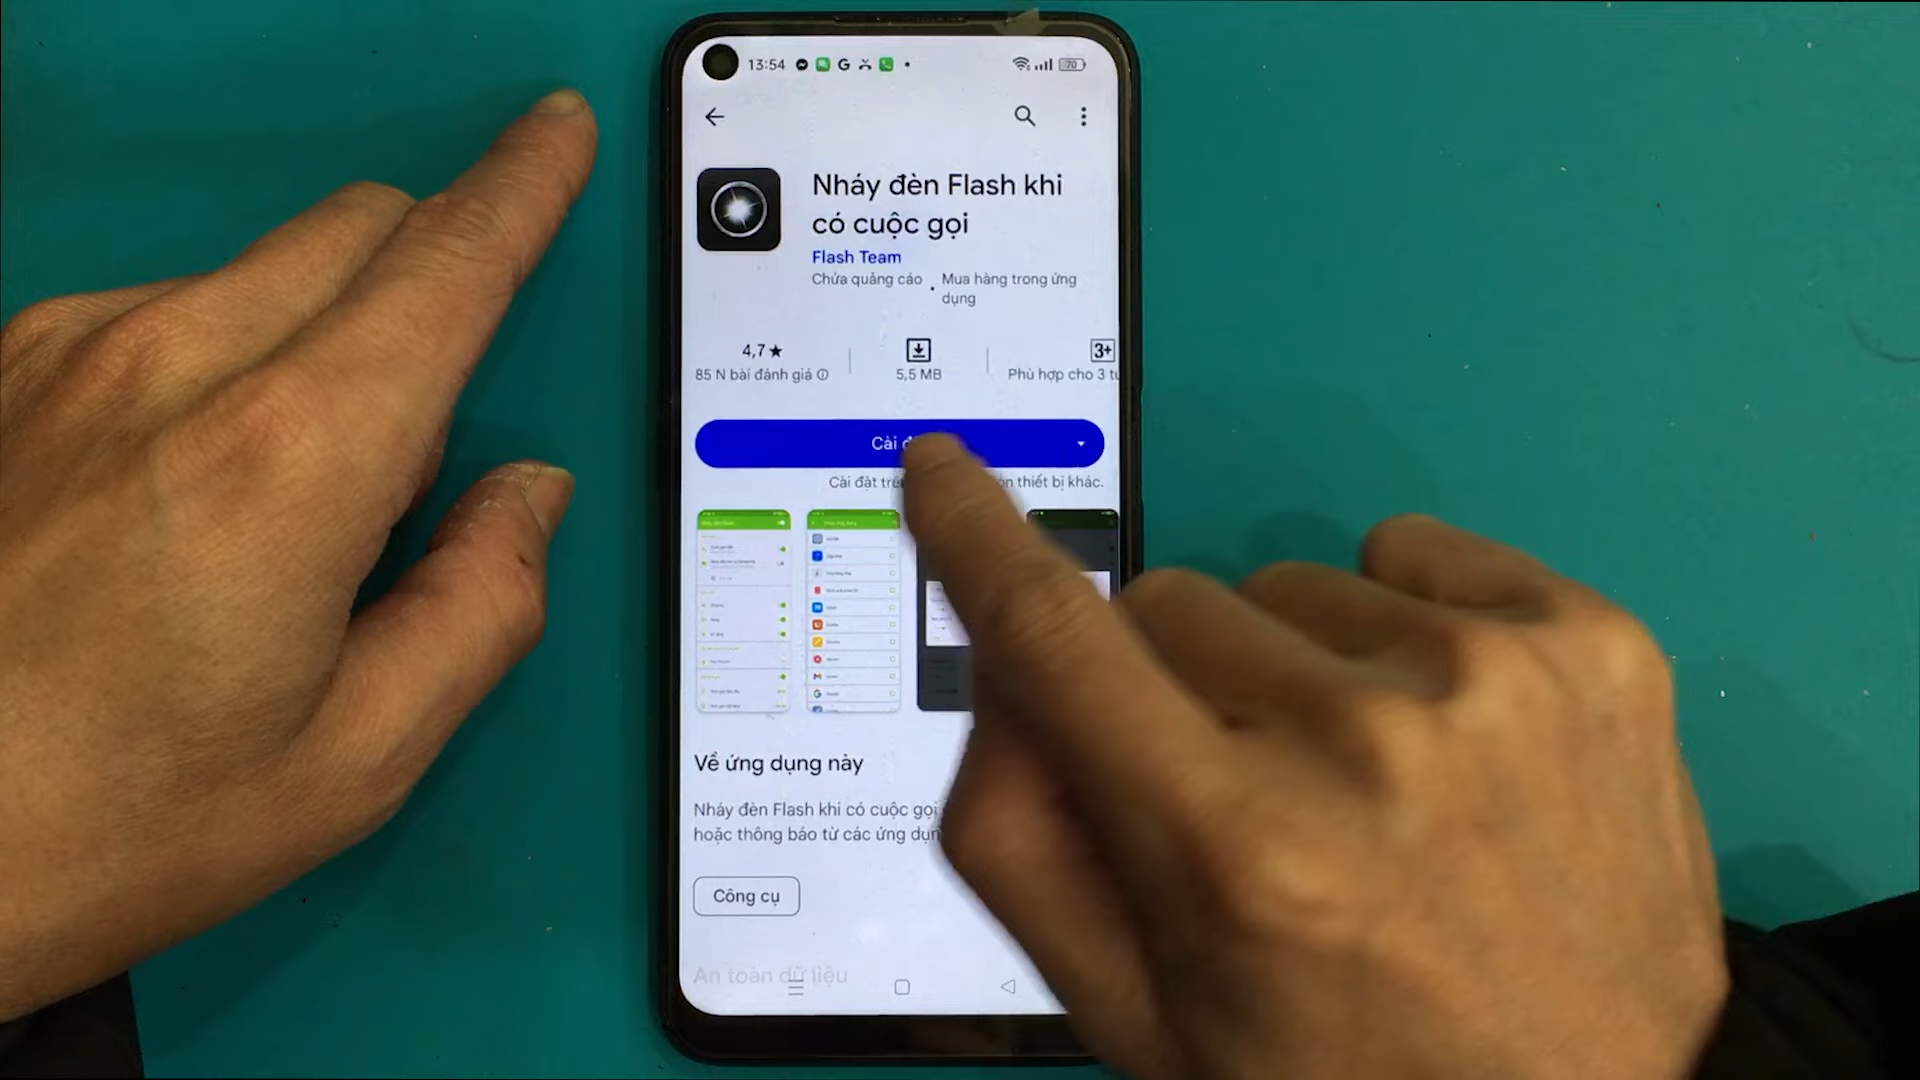 13:54
70
Nháy đèn Flash khi
có cuộc gọi
Flash Team
Chứa quảng cáo
Mua hàng trong ứng
dụng
4,7★
85 N bài đánh giá
5,5 MB
3+
Phù hợp cho 3
Cài
Cài đặt thiết bị khác.
Về ứng dụng này
Nháy đèn Flash khi có cuộc gọi
hoặc thông báo từ các ứng
Công cụ
An toàn dữ liệu